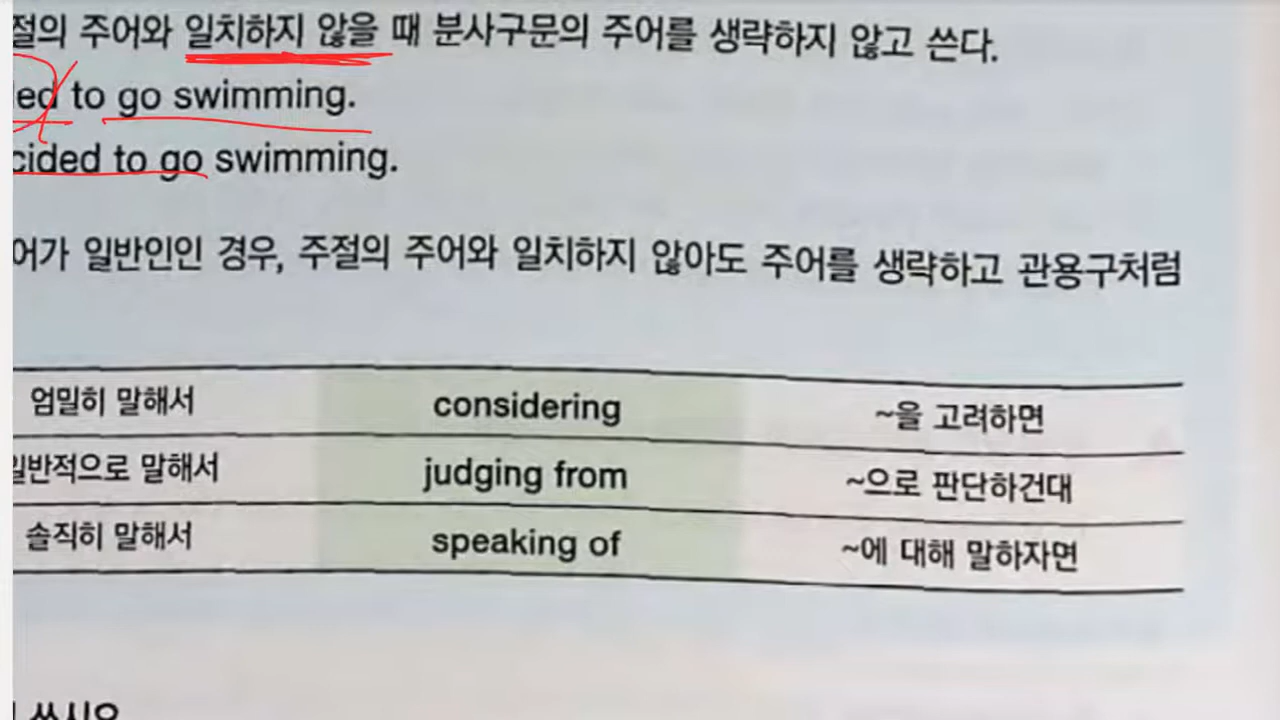 절의 주어와 일치하지 않을 때 분사구문의 주어를 생략하지 않고 쓴다.
ed to go swimming.
cided to go swimming.
어가 일반인인 경우, 주절의 주어와 일치하지 않아도 주어를 생략하고 관용구처럼
엄밀히 말해서 considering ~을 고려하면
일반적으로 말해서 judging from ~으로 판단하건대
솔직히 말해서 speaking of ~에 대해 말하자면